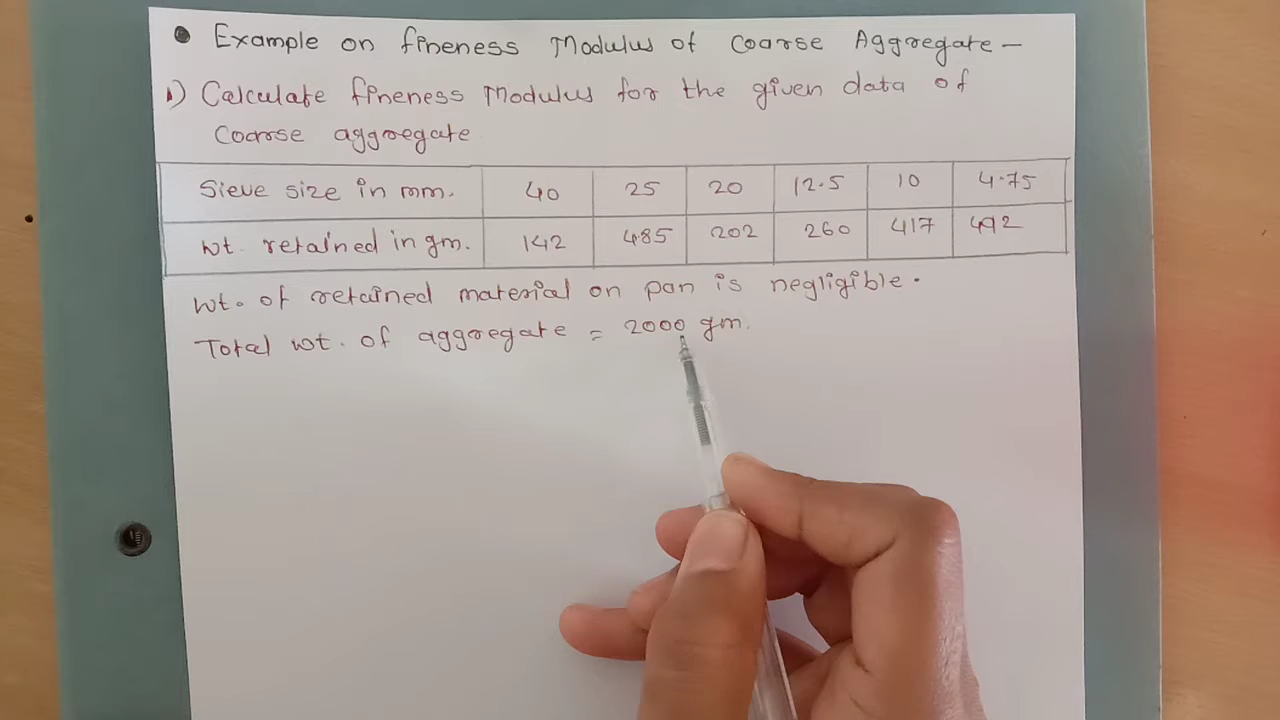 • Example on fineness Modulus of Coarse Aggregate —
1) Calculate fineness Modulus for the given data of
Coarse aggregate
Sieve size in mm. 40 25 20 12.5 10 4.75
Wt. retained in gm. 142 485 202 260 417 492
Wt. of retained material on pan is negligible.
Total wt. of aggregate = 2000 gm.